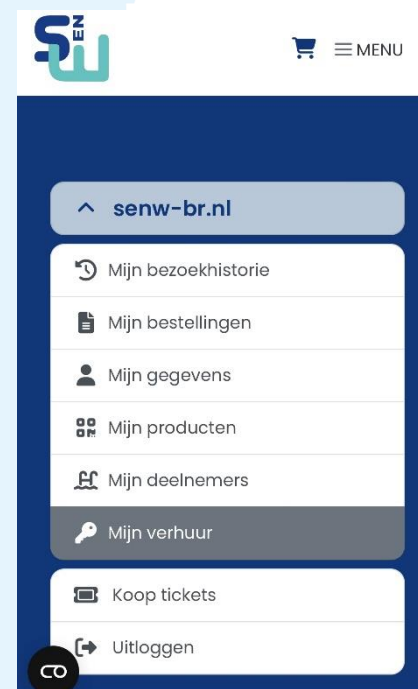 S EN W
MENU
senw-br.nl
Mijn bezoekhistorie
Mijn bestellingen
Mijn gegevens
Mijn producten
Mijn deelnemers
Mijn verhuur
Koop tickets
Uitloggen